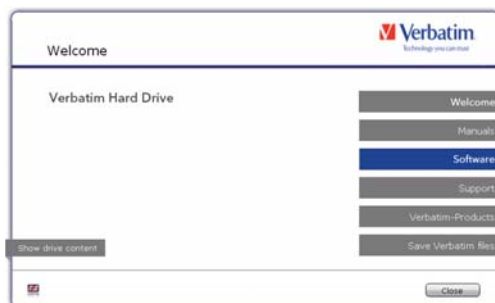 Welcome
Verbatim
Technology you can trust
Verbatim Hard Drive
Welcome
Manuals
Software
Support
Verbatim-Products
Save Verbatim files
Show drive content
Close